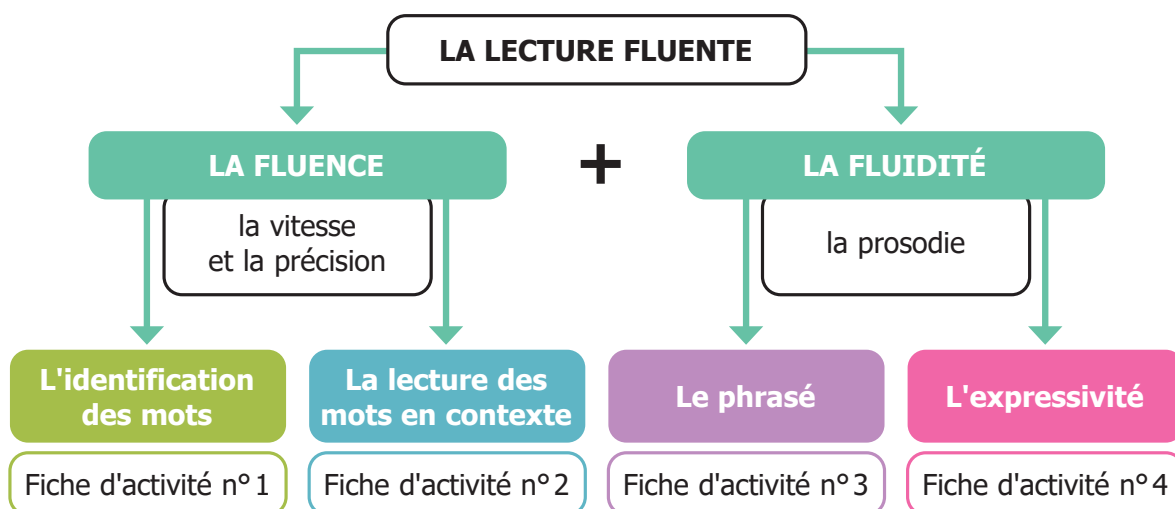 LA LECTURE FLUENTE
LA FLUENCE
+
LA FLUIDITÉ
la vitesse
et la précision
la prosodie
L'identification
des mots
La lecture des
mots en contexte
Le phrasé
L'expressivité
Fiche d'activité n°1
Fiche d'activité n°2
Fiche d'activité n°3
Fiche d'activité n°4